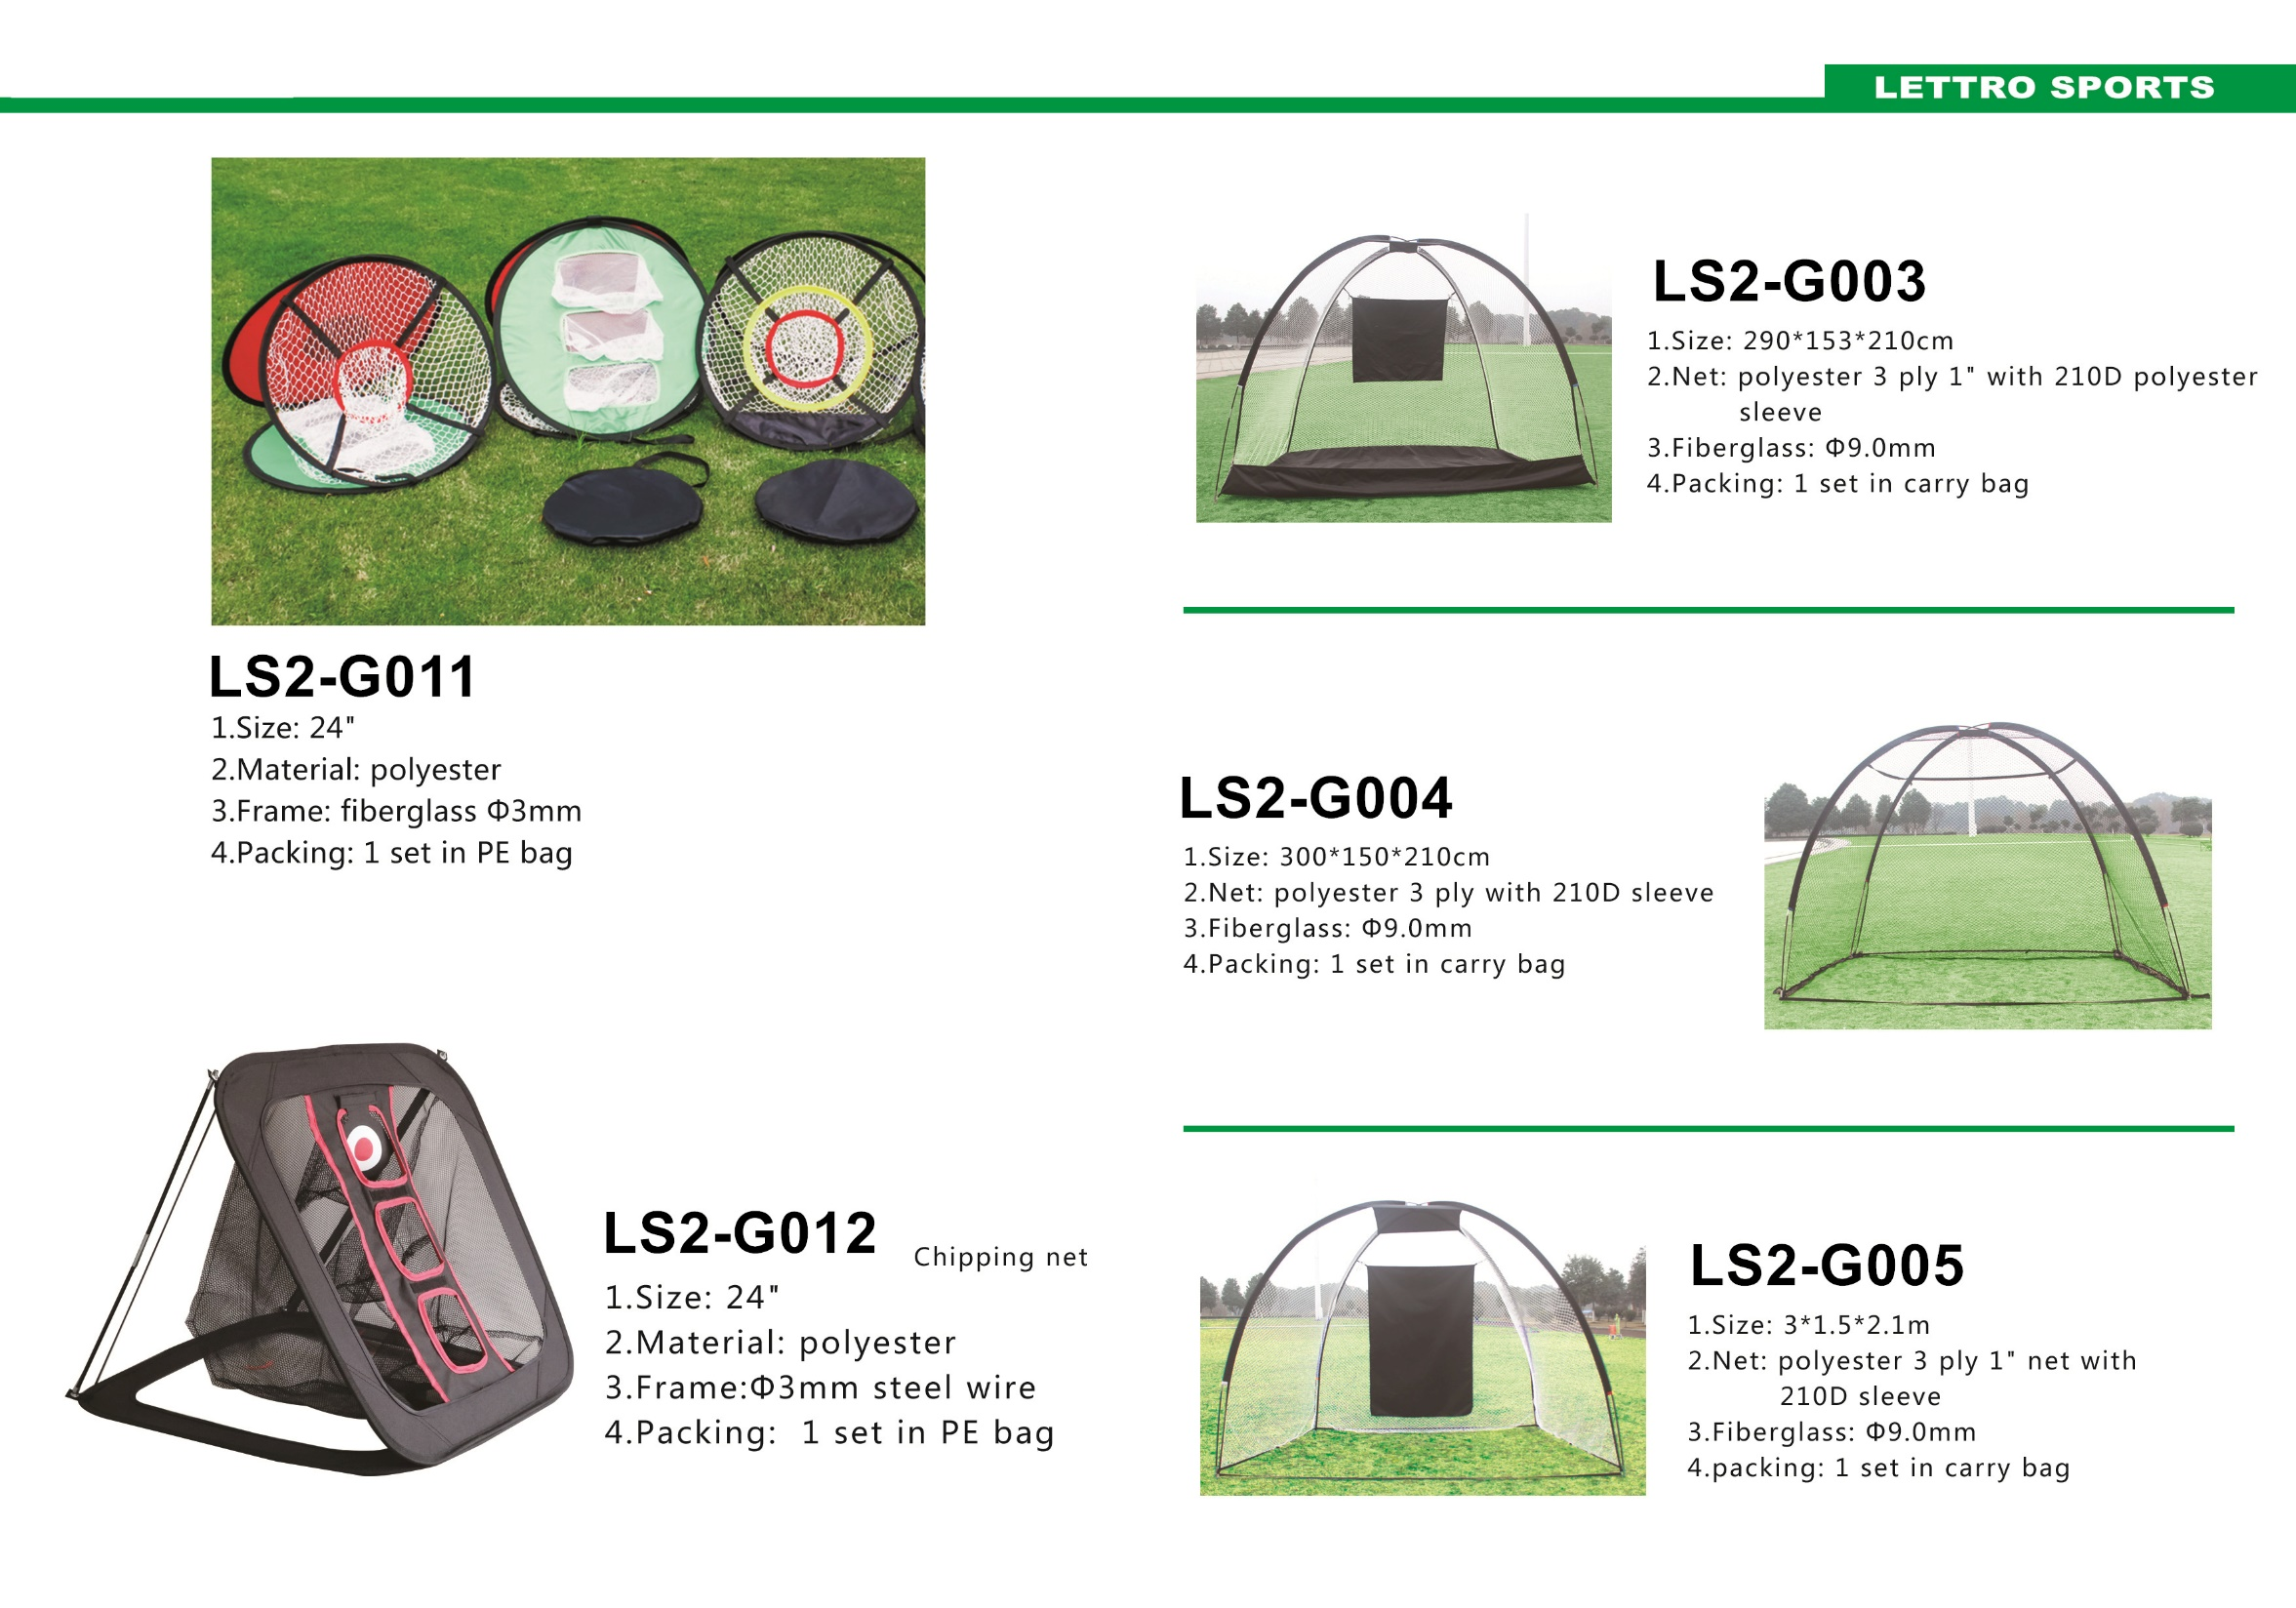 LETTRO SPORTS
LS2-G011
1.Size: 24"
2.Material: polyester
3.Frame: fiberglass Φ3mm
4.Packing: 1 set in PE bag
LS2-G012
Chipping net
1.Size: 24"
2.Material: polyester
3.Frame:Φ3mm steel wire
4.Packing: 1 set in PE bag
LS2-G003
1.Size: 290*153*210cm
2.Net: polyester 3 ply 1" with 210D polyester
sleeve
3.Fiberglass: Φ9.0mm
4.Packing: 1 set in carry bag
LS2-G004
1.Size: 300*150*210cm
2.Net: polyester 3 ply with 210D sleeve
3.Fiberglass: Φ9.0mm
4.Packing: 1 set in carry bag
LS2-G005
1.Size: 3*1.5*2.1m
2.Net: polyester 3 ply 1" net with
210D sleeve
3.Fiberglass: Φ9.0mm
4.packing: 1 set in carry bag